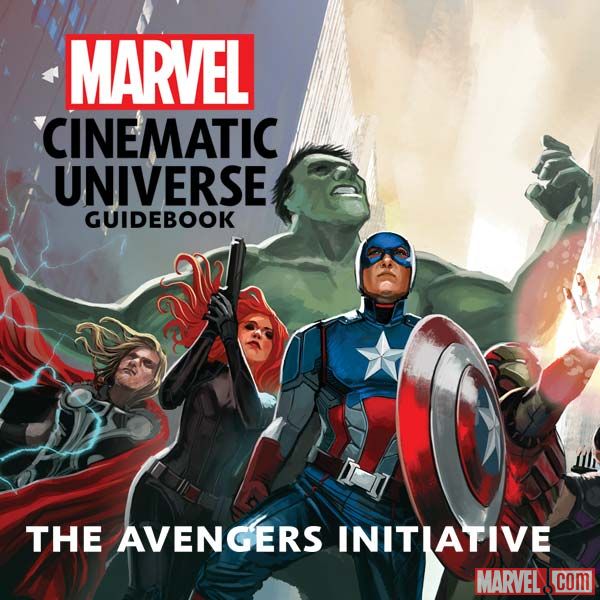 MARVEL
CINEMATIC
UNIVERSE
GUIDEBOOK
THE AVENGERS INITIATIVE
MARVEL.com